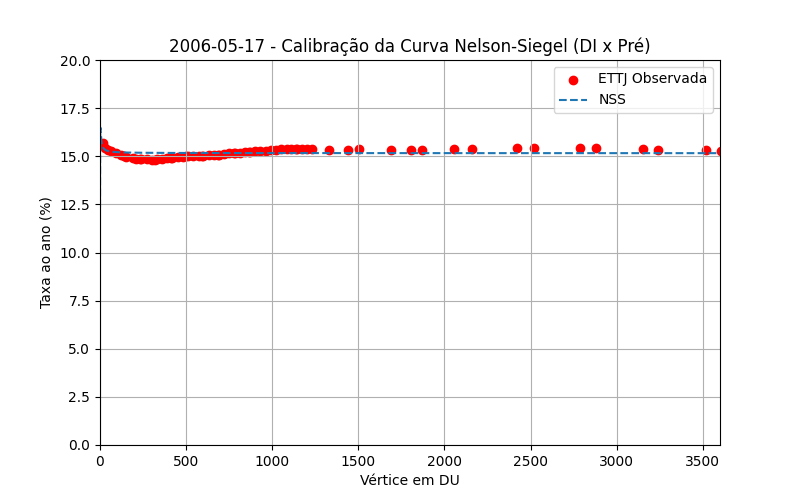 2006-05-17 - Calibração da Curva Nelson-Siegel (DI x Pré)
ETTJ Observada
NSS
Taxa ao ano (%)
20.0
17.5
15.0
12.5
10.0
7.5
5.0
2.5
0.0
0 500 1000 1500 2000 2500 3000 3500
Vértice em DU